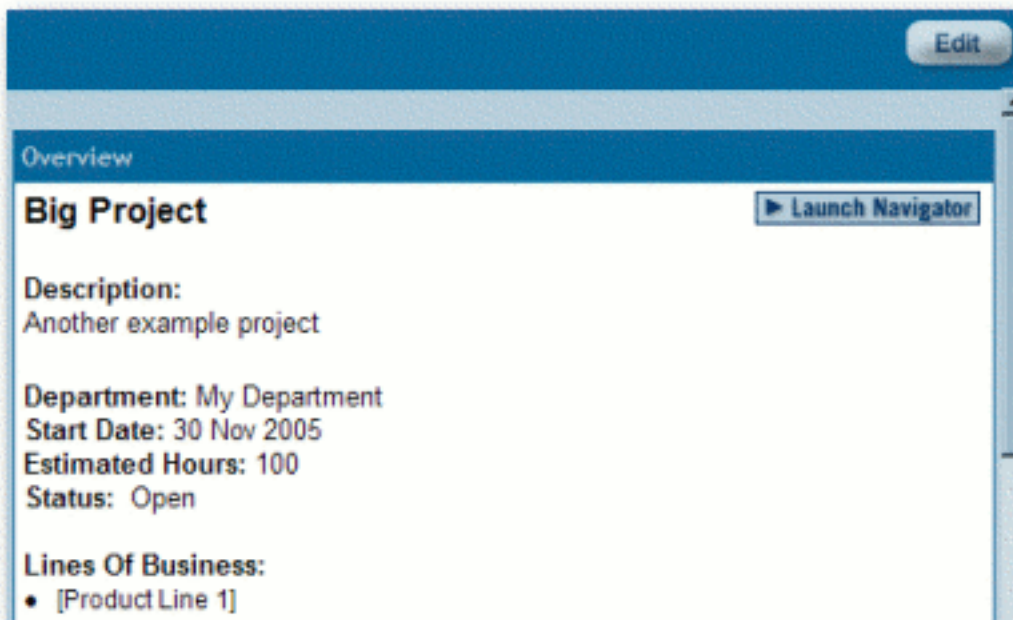 Edit
Overview
Big Project
Launch Navigator
Description:
Another example project
Department: My Department
Start Date: 30 Nov 2005
Estimated Hours: 100
Status: Open
Lines Of Business:
• [Product Line 1]